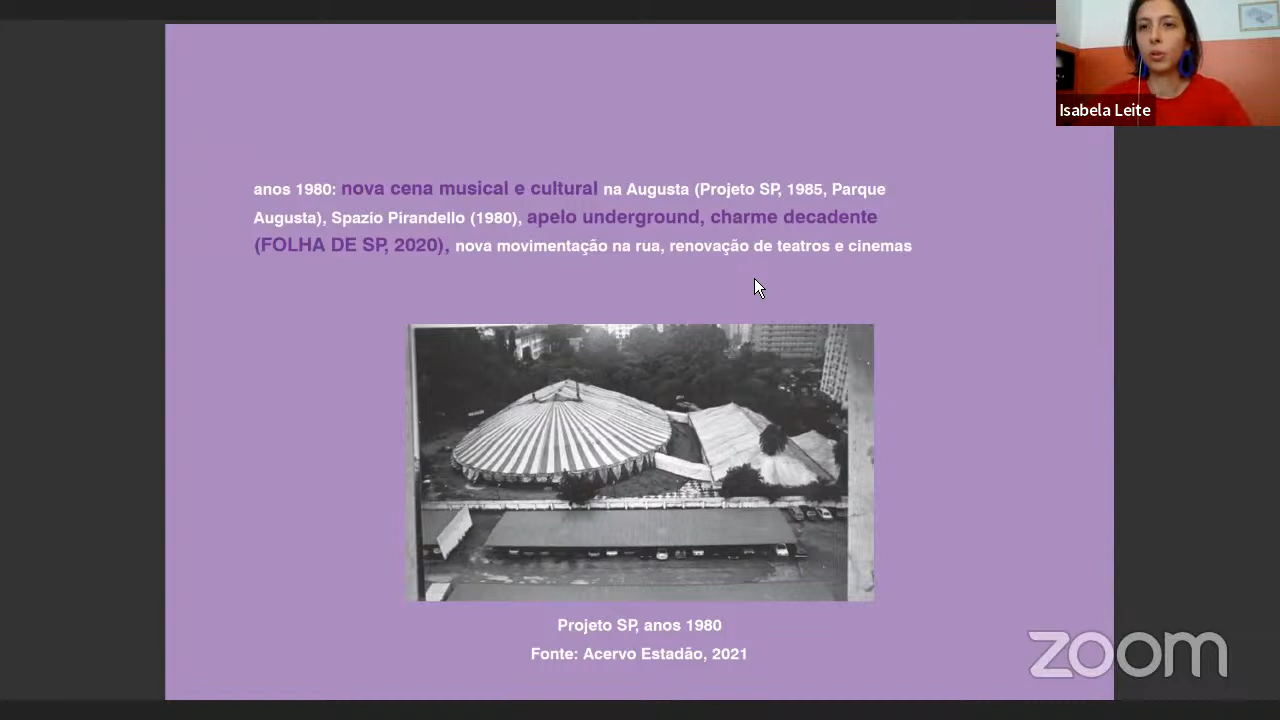 Isabela Leite
anos 1980: nova cena musical e cultural na Augusta (Projeto SP, 1985, Parque
Augusta), Spazio Pirandello (1980), apelo underground, charme decadente
(FOLHA DE SP, 2020), nova movimentação na rua, renovação de teatros e cinemas
Projeto SP, anos 1980
Fonte: Acervo Estadão, 2021
zoom